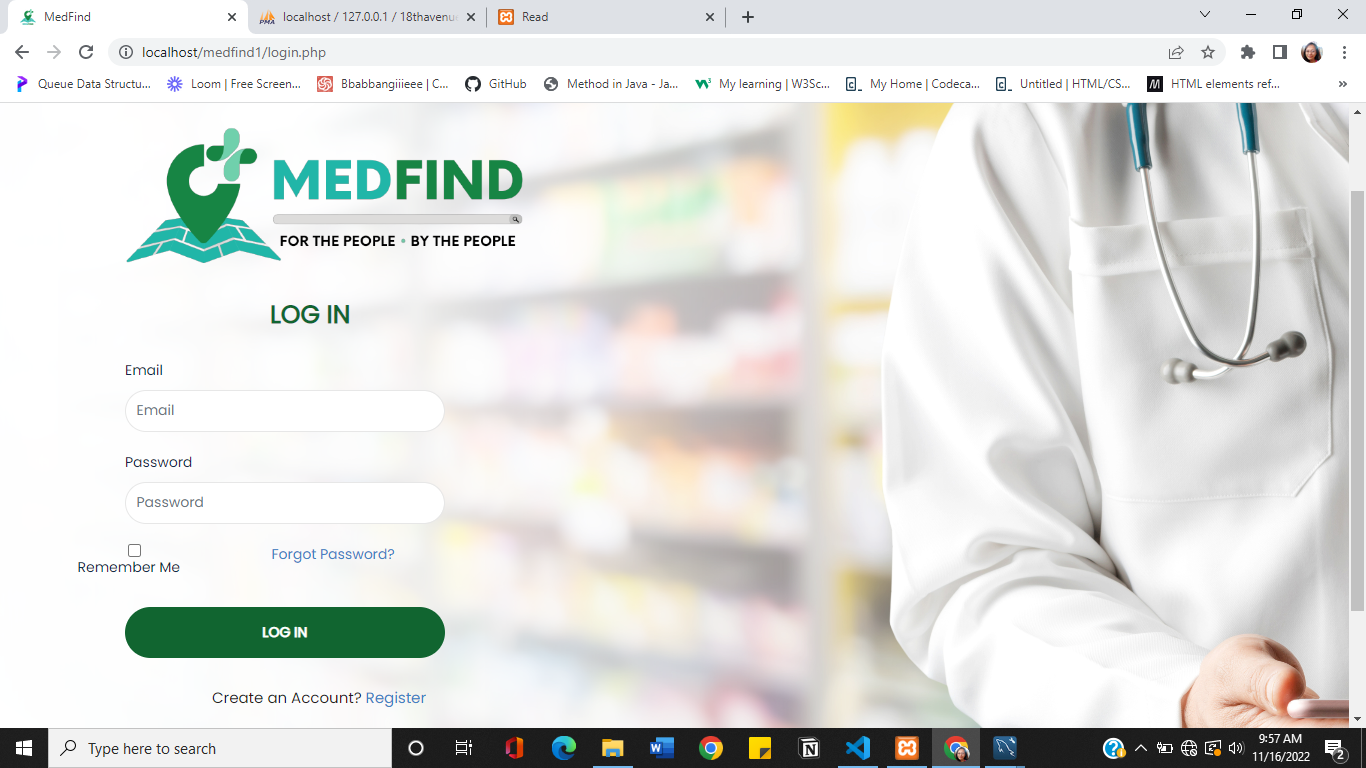 MedFind
localhost / 127.0.0.1 / 18thavenu
Read
localhost/medfind1/login.php
Queue Data Structu...
Loom | Free Screen...
Bbabbangiiieee | C...
GitHub
Method in Java - Ja...
My learning | W3Sc...
My Home | Codeca...
Untitled | HTML/CS...
HTML elements ref...
MEDFIND
FOR THE PEOPLE • BY THE PEOPLE
LOG IN
Email
Email
Password
Password
Forgot Password?
Remember Me
LOG IN
Create an Account? Register
Type here to search
9:57 AM
11/16/2022
2